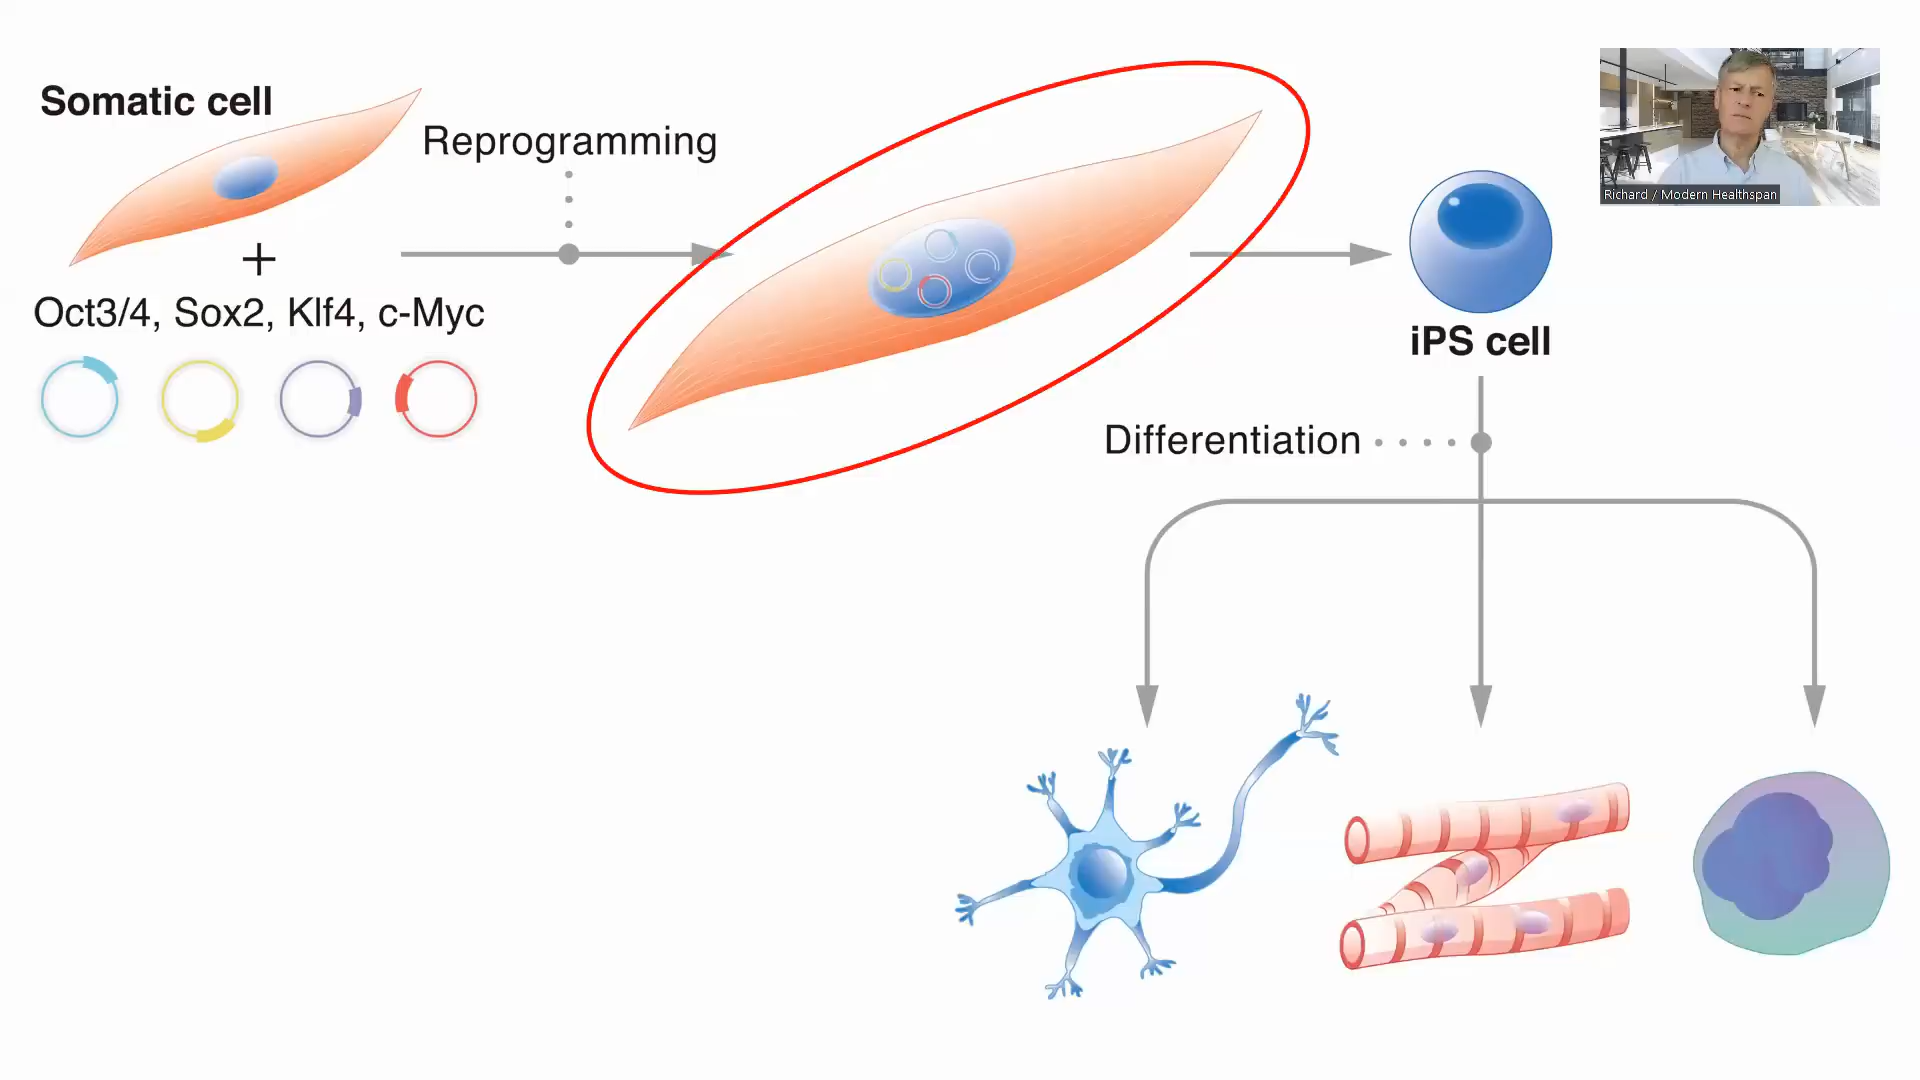 Somatic cell
Reprogramming
Oct3/4, Sox2, Klf4, c-Myc
iPS cell
Differentiation
Richard / Modern Healthspan